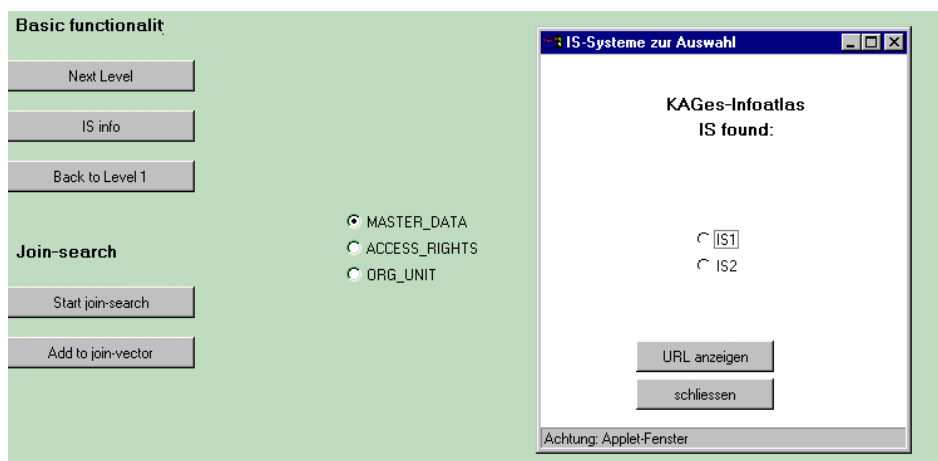 Basic functionalit
Next Level
IS info
Back to Level 1
Join-search
Start join-search
Add to join-vector
MASTER_DATA
ACCESS_RIGHTS
ORG_UNIT
IS-Systeme zur Auswahl
KAGes-Infoatlas
IS found:
IS1
IS2
URL anzeigen
schliessen
Achtung: Applet-Fenster